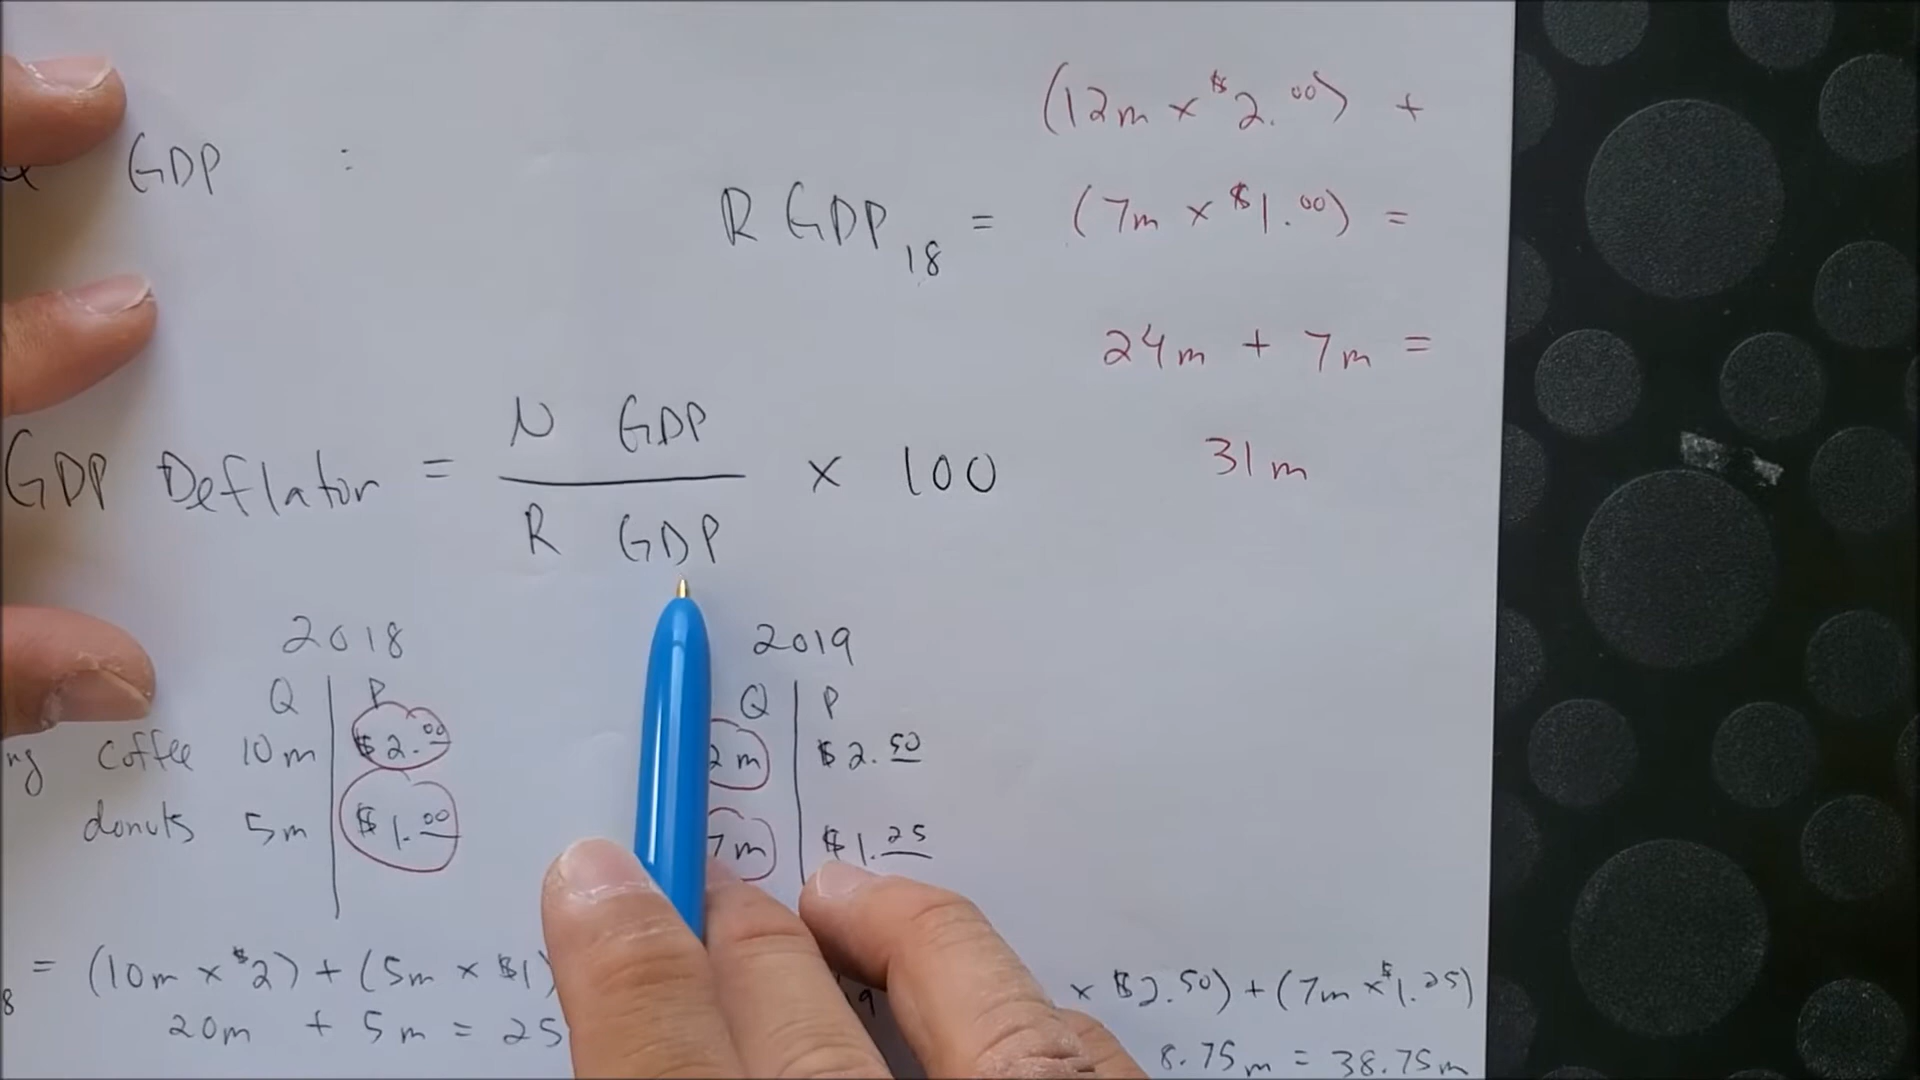 (12m x $2.00) +
GDP :
R GDP18 = (7m x $1.00) =
24m + 7m =
31m
GDP Deflator = N GDP / R GDP x 100
2018 2019
Q P Q P
coffee 10m $2.00 2m $2.50
donuts 5m $1.00 7m $1.25
= (10m x $2) + (5m x $1) x $2.50) + (7m x $1.25)
20m + 5m = 25 8.75m = 38.75m